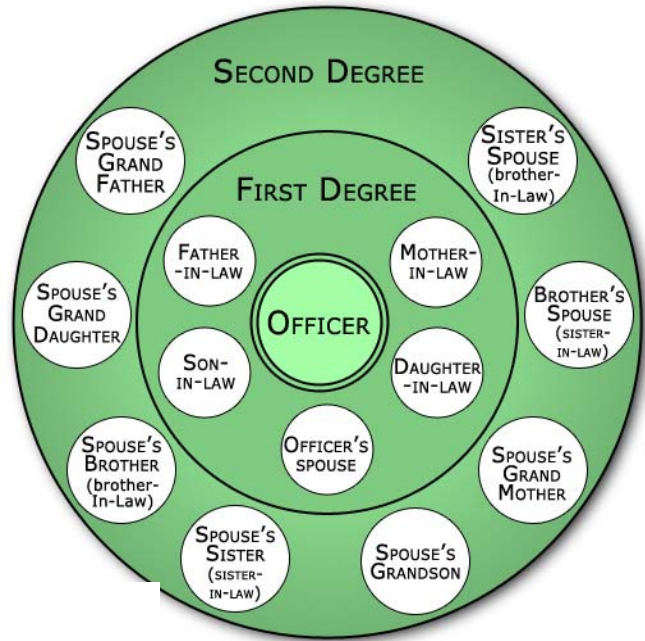 SECOND DEGREE
SPOUSE'S
GRAND
FATHER
SISTER'S
SPOUSE
(brother-
In-Law)
FIRST DEGREE
FATHER
-IN-LAW
MOTHER-
IN-LAW
SPOUSE'S
GRAND
DAUGHTER
OFFICER
BROTHER'S
SPOUSE
(SISTER-
IN-LAW)
SON-
IN-LAW
DAUGHTER
-IN-LAW
OFFICER'S
SPOUSE
SPOUSE'S
BROTHER
(brother-
In-Law)
SPOUSE'S
GRAND
MOTHER
SPOUSE'S
SISTER
(SISTER-
IN-LAW)
SPOUSE'S
GRANDSON